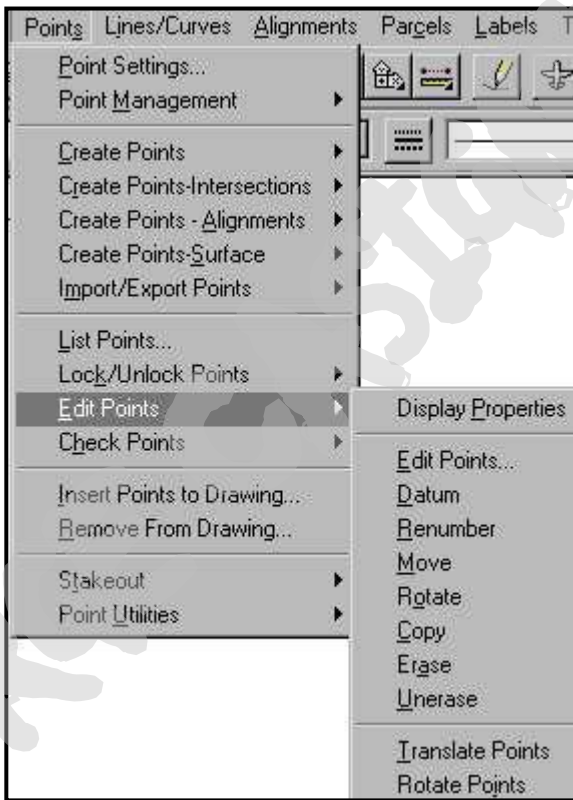 Points Lines/Curves Alignments Parcels Labels T
Point Settings...
Point Management
Create Points
Create Points-Intersections
Create Points - Alignments
Create Points-Surface
Import/Export Points
List Points...
Lock/Unlock Points
Edit Points
Check Points
Insert Points to Drawing...
Remove From Drawing...
Stakeout
Point Utilities
Display Properties
Edit Points...
Datum
Renumber
Move
Rotate
Copy
Erase
Unerase
Translate Points
Rotate Points